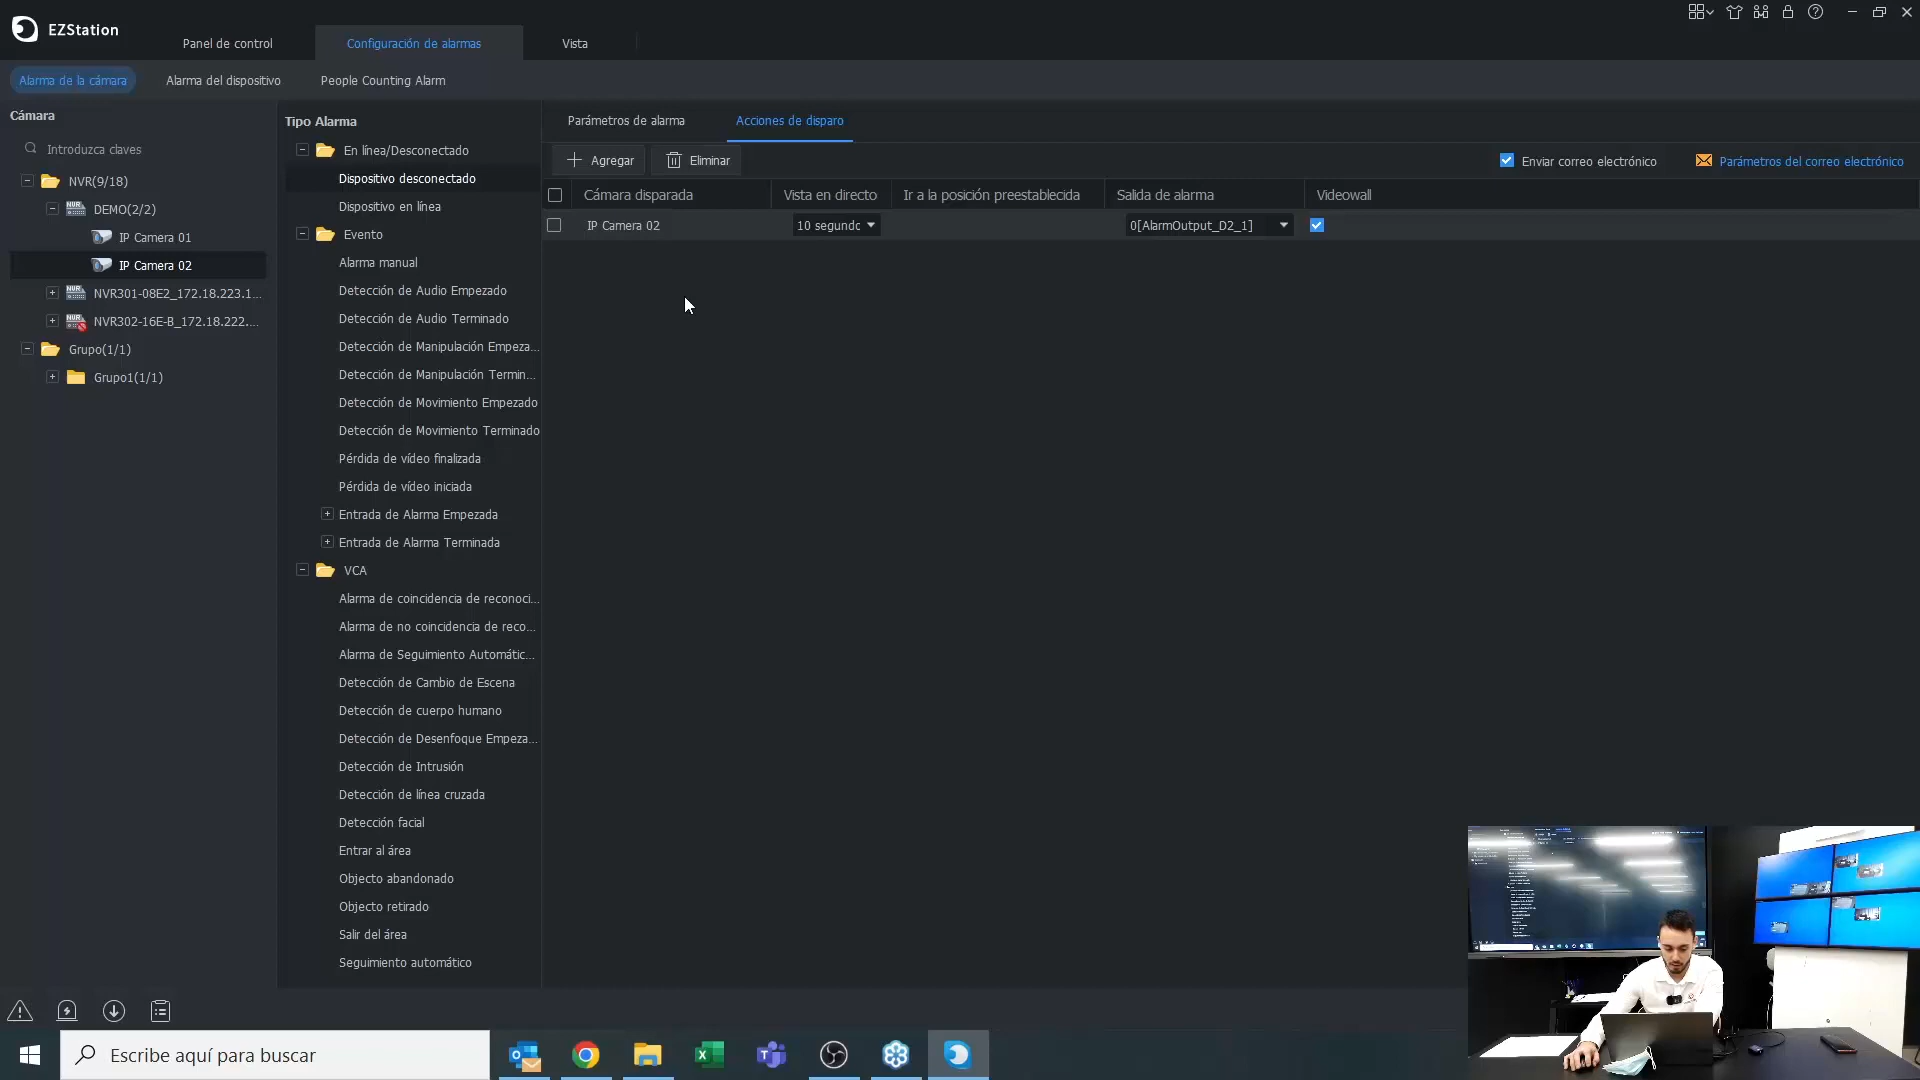 EZStation
Panel de control
Configuración de alarmas
Vista
Alarma de la cámara
Alarma del dispositivo
People Counting Alarm
Cámara
Introduzca claves
NVR(9/18)
DEMO(2/2)
IP Camera 01
IP Camera 02
NVR301-08E2_172.18.223.1...
NVR302-16E-B_172.18.222....
Grupo(1/1)
Grupo1(1/1)
Tipo Alarma
En línea/Desconectado
Dispositivo desconectado
Dispositivo en línea
Evento
Alarma manual
Detección de Audio Empezado
Detección de Audio Terminado
Detección de Manipulación Empeza...
Detección de Manipulación Termin...
Detección de Movimiento Empezado
Detección de Movimiento Terminado
Pérdida de vídeo finalizada
Pérdida de vídeo iniciada
Entrada de Alarma Empezada
Entrada de Alarma Terminada
VCA
Alarma de coincidencia de reconoci...
Alarma de no coincidencia de reco...
Alarma de Seguimiento Automátic...
Detección de Cambio de Escena
Detección de cuerpo humano
Detección de Desenfoque Empeza...
Detección de Intrusión
Detección de línea cruzada
Detección facial
Entrar al área
Objecto abandonado
Objecto retirado
Salir del área
Seguimiento automático
Parámetros de alarma
Acciones de disparo
Agregar
Eliminar
Enviar correo electrónico
Parámetros del correo electrónico
Cámara disparada
Vista en directo
Ir a la posición preestablecida
Salida de alarma
Videowall
IP Camera 02
10 segundc
0[AlarmOutput_D2_1]
Escribe aquí para buscar